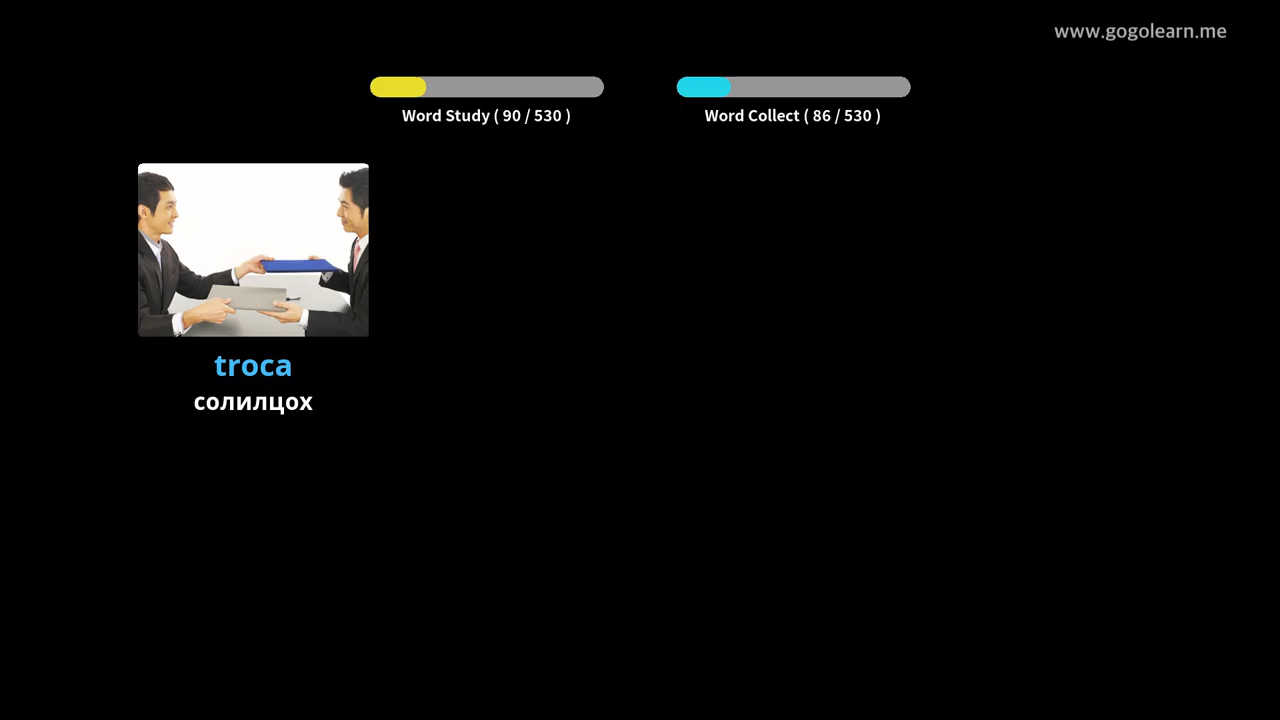 www.gogolearn.me
Word Study ( 90 / 530 )
Word Collect ( 86 / 530 )
troca
солилцох